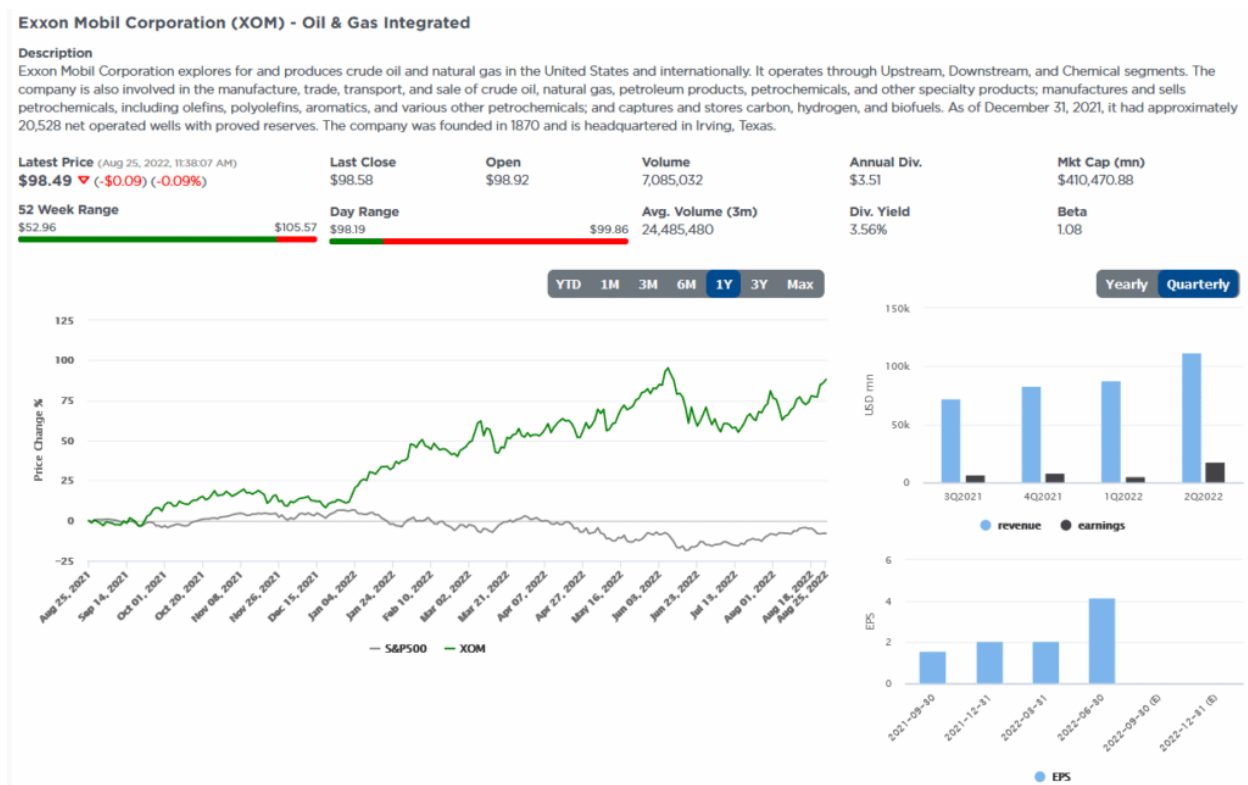 Exxon Mobil Corporation (XOM) - Oil & Gas Integrated
Description
Exxon Mobil Corporation explores for and produces crude oil and natural gas in the United States and internationally. It operates through Upstream, Downstream, and Chemical segments. The
company is also involved in the manufacture, trade, transport, and sale of crude oil, natural gas, petroleum products, petrochemicals, and other specialty products; manufactures and sells
petrochemicals, including olefins, polyolefins, aromatics, and various other petrochemicals; and captures and stores carbon, hydrogen, and biofuels. As of December 31, 2021, it had approximately
20,528 net operated wells with proved reserves. The company was founded in 1870 and is headquartered in Irving, Texas.
Latest Price (Aug 25, 2022, 11:38:07 AM) Last Close Open Volume Annual Div. Mkt Cap (mn)
$98.49 (-$0.09) (-0.09%) $98.58 $98.92 7,085,032 $3.51 $410,470.88
52 Week Range Day Range Avg. Volume (3m) Div. Yield Beta
$52.96 $105.57 $98.19 $99.86 24,485,480 3.56% 1.08
YTD 1M 3M 6M 1Y 3Y Max
Price Change %
125
100
75
50
25
0
-25
Aug 25, 2021 Sep 14, 2021 Oct 01, 2021 Oct 20, 2021 Nov 08, 2021 Nov 26, 2021 Dec 15, 2021 Jan 04, 2022 Jan 24, 2022 Feb 10, 2022 Mar 02, 2022 Mar 21, 2022 Apr 07, 2022 Apr 27, 2022 May 16, 2022 Jun 03, 2022 Jun 23, 2022 Jul 13, 2022 Aug 01, 2022 Aug 18, 2022 Aug 25, 2022
S&P500 XOM
Yearly Quarterly
USD mn
150k
100k
50k
0
3Q2021 4Q2021 1Q2022 2Q2022
revenue earnings
EPS
6
4
2
0
2021-09-30 2021-12-31 2022-03-31 2022-06-30 2022-09-30 (E) 2022-12-31 (E)
EPS